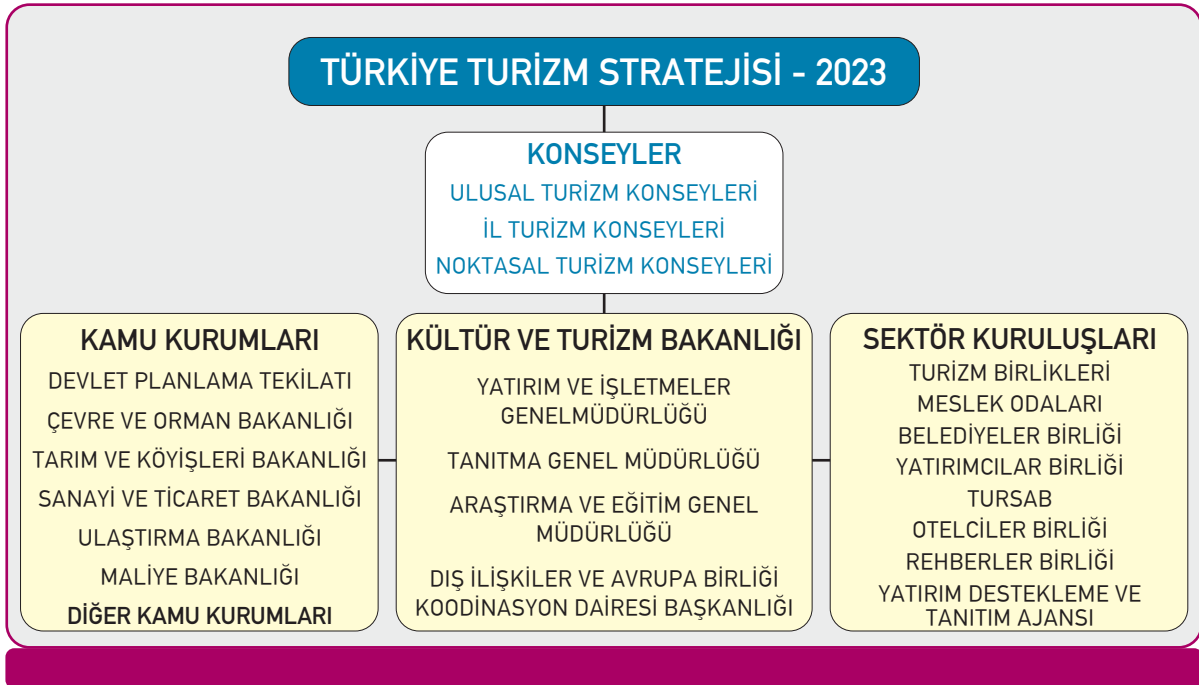 TÜRKİYE TURİZM STRATEJİSİ - 2023
KONSEYLER
ULUSAL TURİZM KONSEYLERİ
İL TURİZM KONSEYLERİ
NOKTASAL TURİZM KONSEYLERİ
KAMU KURUMLARI
DEVLET PLANLAMA TEKİLATI
ÇEVRE VE ORMAN BAKANLIĞI
TARIM VE KÖYİŞLERİ BAKANLIĞI
SANAYİ VE TİCARET BAKANLIĞI
ULAŞTIRMA BAKANLIĞI
MALİYE BAKANLIĞI
DİĞER KAMU KURUMLARI
KÜLTÜR VE TURİZM BAKANLIĞI
YATIRIM VE İŞLETMELER
GENELMÜDÜRLÜĞÜ
TANITMA GENEL MÜDÜRLÜĞÜ
ARAŞTIRMA VE EĞİTİM GENEL
MÜDÜRLÜĞÜ
DIŞ İLİŞKİLER VE AVRUPA BİRLİĞİ
KOODİNASYON DAİRESİ BAŞKANLIĞI
SEKTÖR KURULUŞLARI
TURİZM BİRLİKLERİ
MESLEK ODALARI
BELEDİYELER BİRLİĞİ
YATIRIMCILAR BİRLİĞİ
TURSAB
OTELCİLER BİRLİĞİ
REHBERLER BİRLİĞİ
YATIRIM DESTEKLEME VE
TANITIM AJANSI